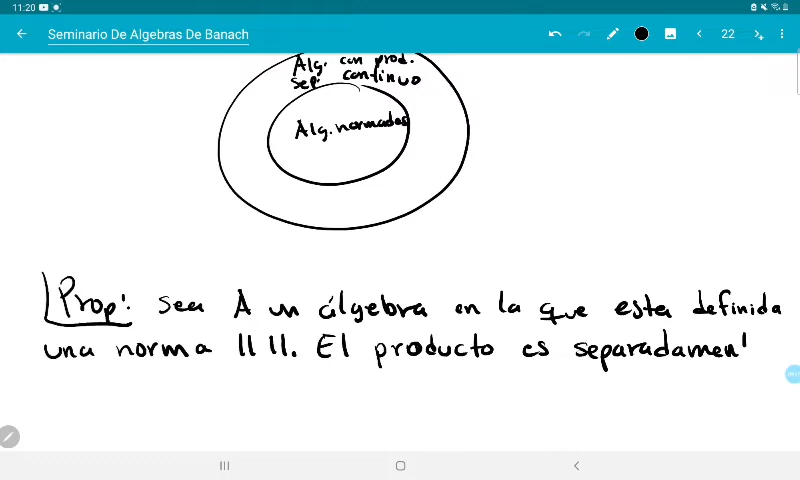 11:20
Seminario De Algebras De Banach
22
Alg. con prod.
sep. continuo
Alg. normadas
Prop: sea A un álgebra en la que esta definida
una norma || ||. El producto es separadamen